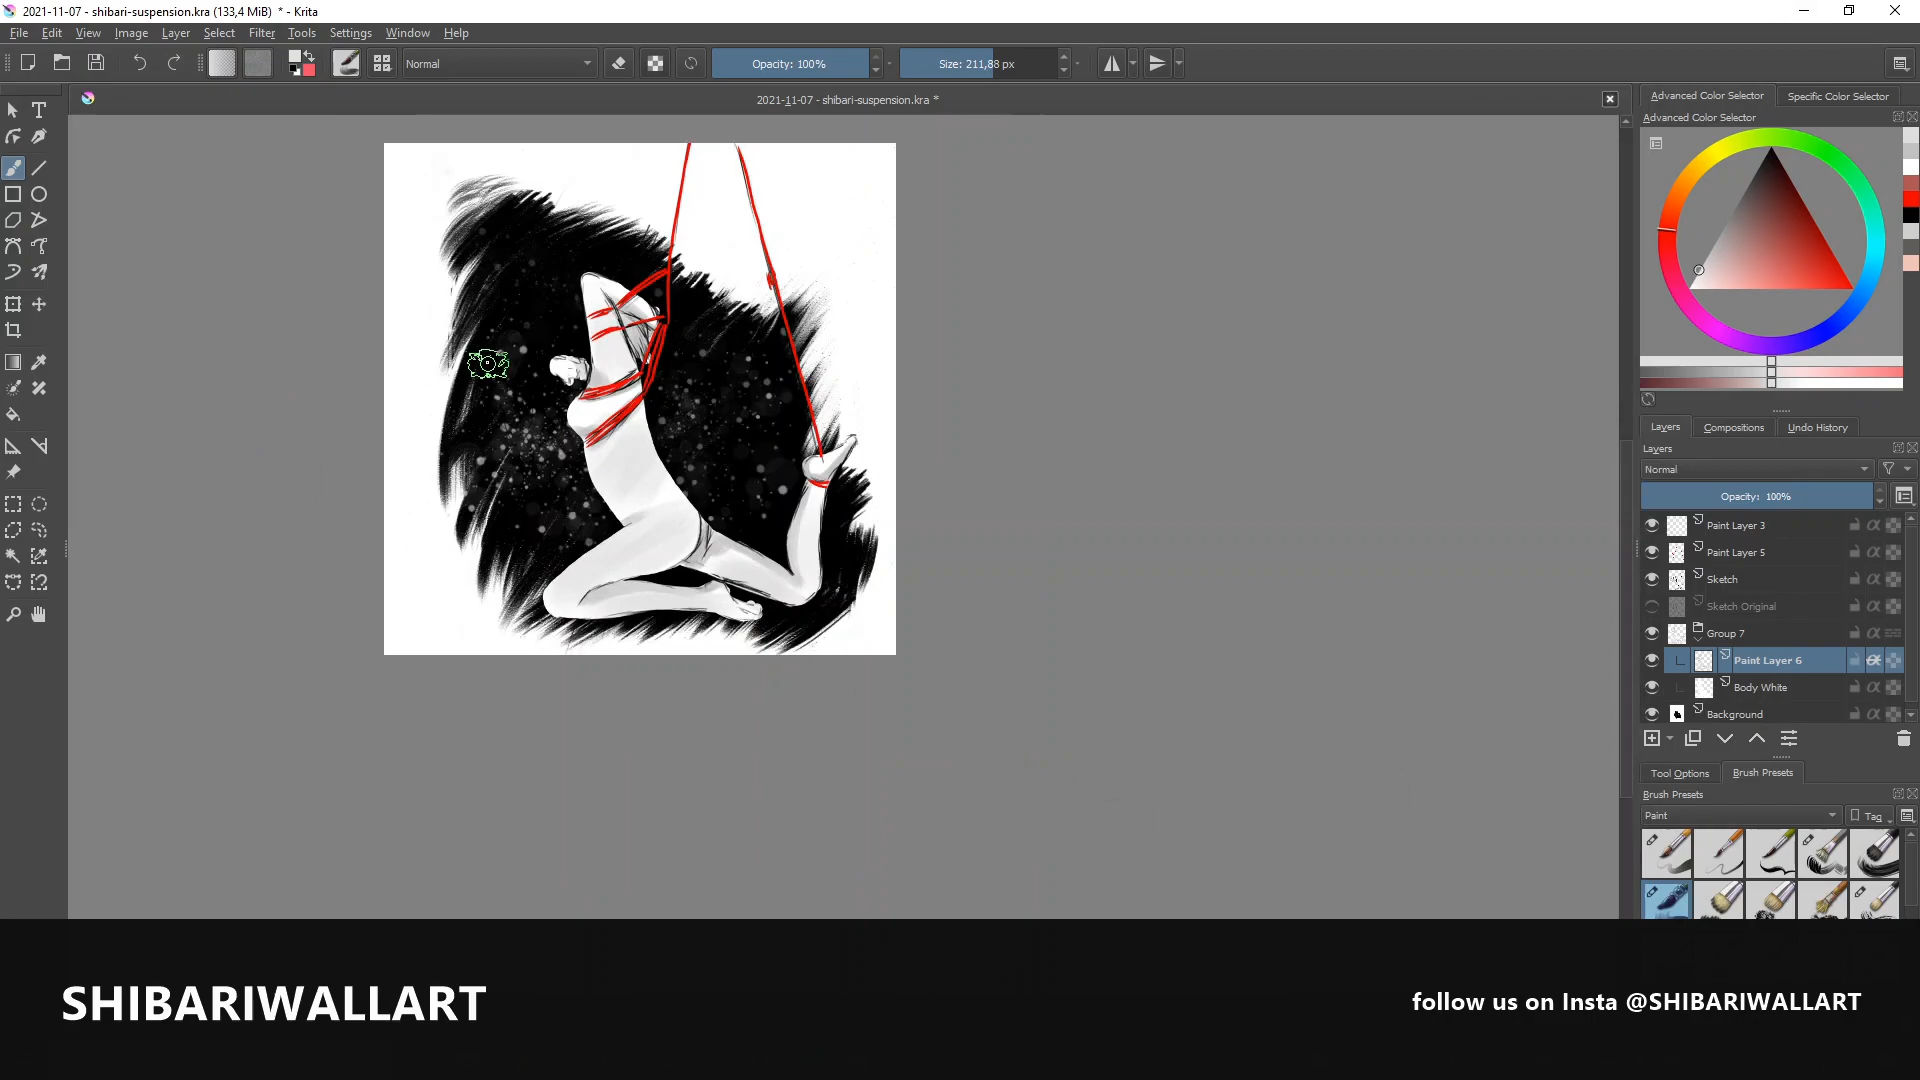 2021-11-07 - shibari-suspension.kra (133,4 MiB) * - Krita
File Edit View Image Layer Select Filter Tools Settings Window Help
Normal
Opacity: 100%
Size: 211,88 px
2021-11-07 - shibari-suspension.kra *
Advanced Color Selector
Specific Color Selector
Advanced Color Selector
Layers
Compositions
Undo History
Layers
Normal
Opacity: 100%
Paint Layer 3
Paint Layer 5
Sketch
Sketch Original
Group 7
Paint Layer 6
Body White
Background
Tool Options
Brush Presets
Brush Presets
Paint
Tag
SHIBARIWALLART
follow us on Insta @SHIBARIWALLART